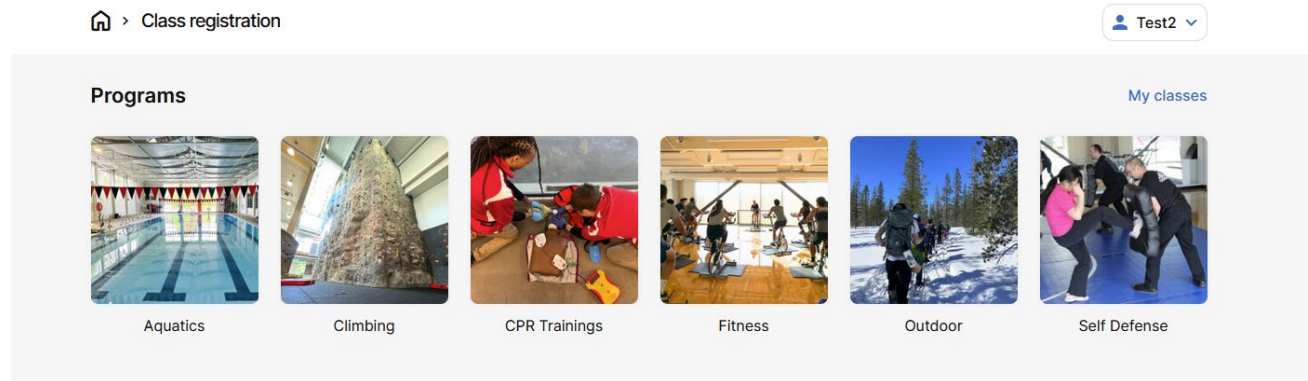 Class registration
Test2
Programs
My classes
Aquatics
Climbing
CPR Trainings
Fitness
Outdoor
Self Defense